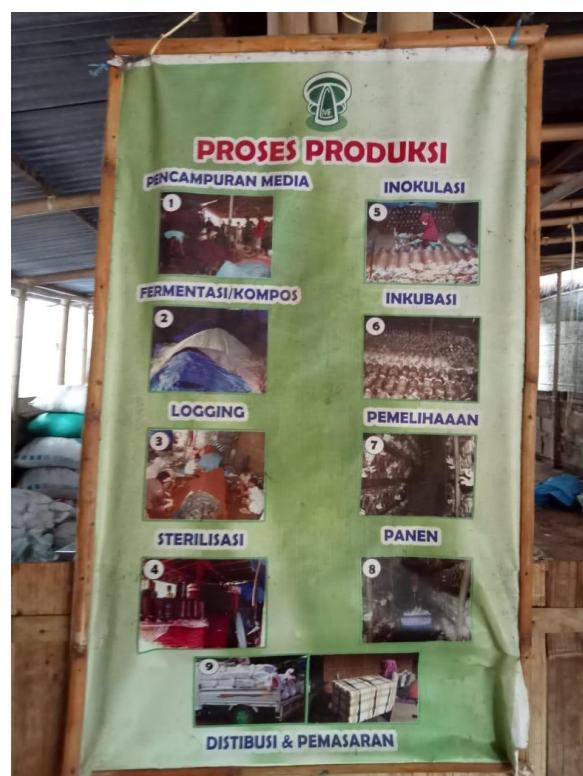 MF
PROSES PRODUKSI
PENCAMPURAN MEDIA
1
FERMENTASI/KOMPOS
2
LOGGING
3
STERILISASI
4
INOKULASI
5
INKUBASI
6
PEMELIHAAAN
7
PANEN
8
9
DISTIBUSI & PEMASARAN